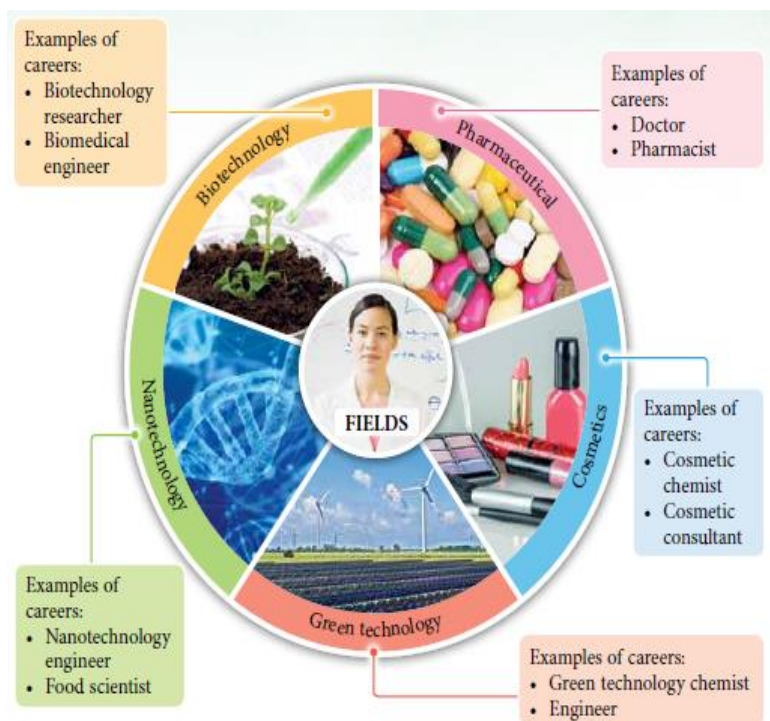 Examples of
careers:
• Biotechnology
researcher
• Biomedical
engineer
Examples of
careers:
• Doctor
• Pharmacist
Biotechnology
Pharmaceutical
Nanotechnology
FIELDS
Cosmetics
Green technology
Examples of
careers:
• Cosmetic
chemist
• Cosmetic
consultant
Examples of
careers:
• Nanotechnology
engineer
• Food scientist
Examples of careers:
• Green technology chemist
• Engineer